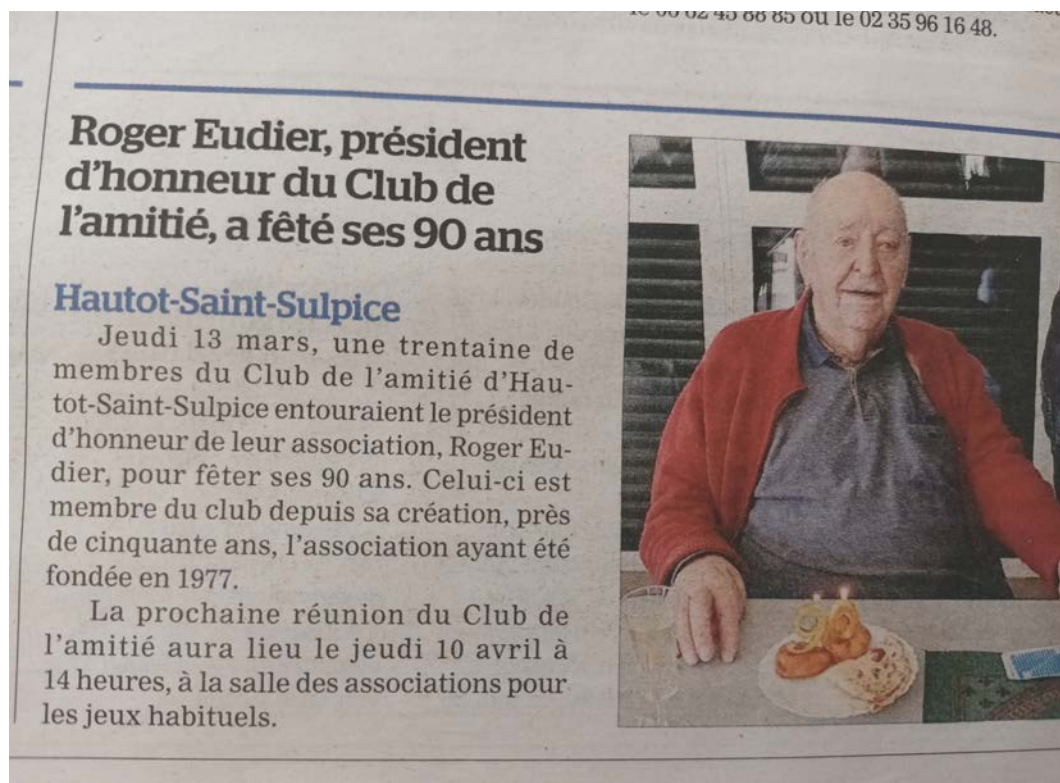 ou le 02 35 96 16 48.
Roger Eudier, président
d'honneur du Club de
l'amitié, a fêté ses 90 ans
Hautot-Saint-Sulpice
Jeudi 13 mars, une trentaine de
membres du Club de l'amitié d'Hau-
tot-Saint-Sulpice entouraient le président
d'honneur de leur association, Roger Eu-
dier, pour fêter ses 90 ans. Celui-ci est
membre du club depuis sa création, près
de cinquante ans, l'association ayant été
fondée en 1977.
La prochaine réunion du Club de
l'amitié aura lieu le jeudi 10 avril à
14 heures, à la salle des associations pour
les jeux habituels.
90